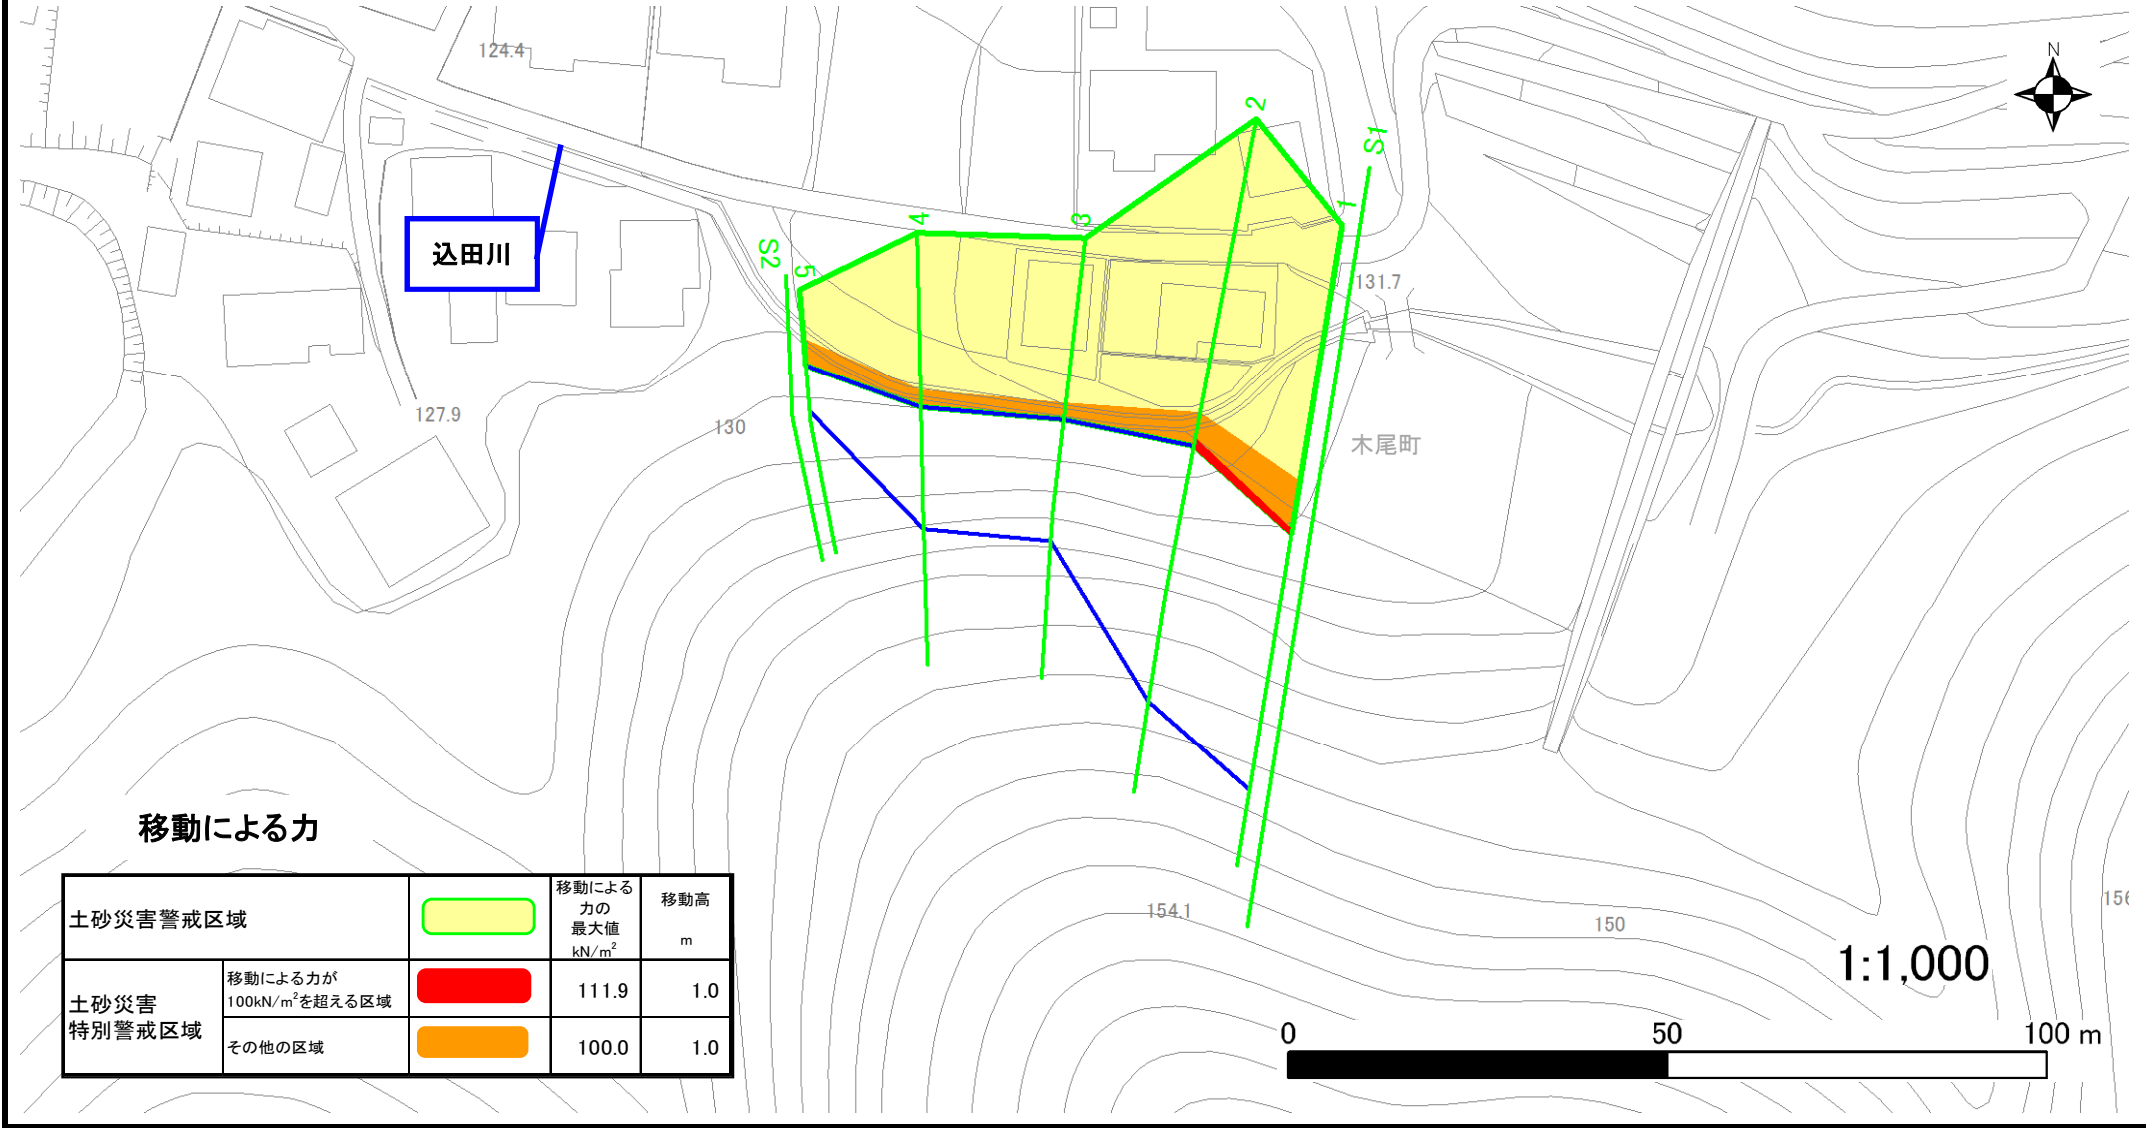 124.4
N
2
S1
込田川
S2
5
4
3
1
131.7
127.9
130
木尾町
移動による力
土砂災害警戒区域
移動による
力の
最大値
kN/m²
移動高
m
土砂災害
特別警戒区域
移動による力が
100kN/m²を超える区域
111.9
1.0
その他の区域
100.0
1.0
154.1
150
156
1:1,000
0
50
100 m